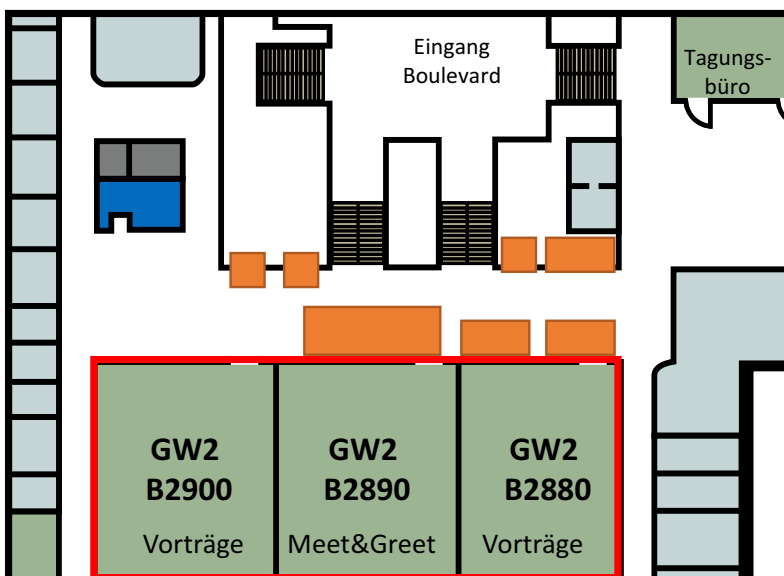 Eingang
Boulevard
Tagungs-
büro
GW2
B2900
Vorträge
GW2
B2890
Meet&Greet
GW2
B2880
Vorträge